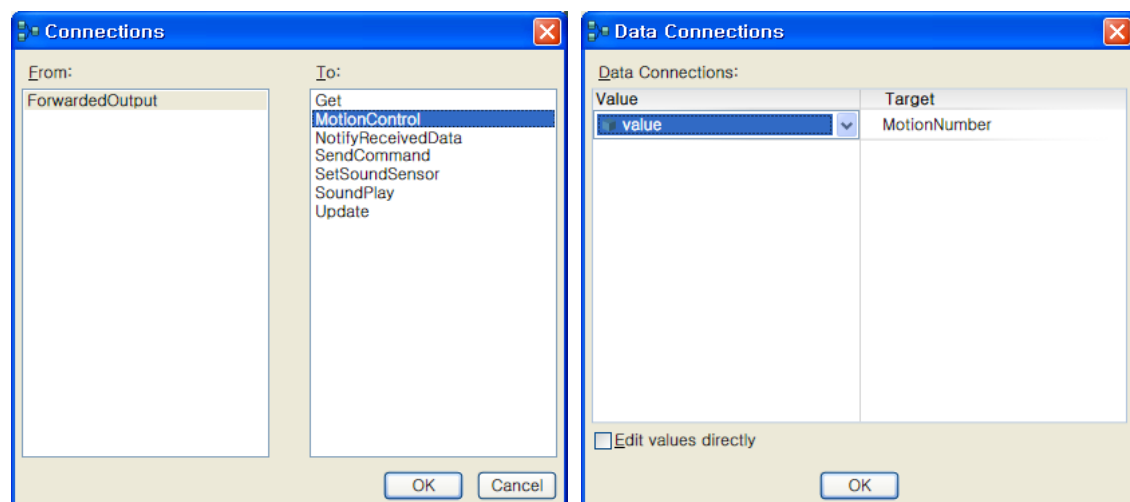 Connections
From:
To:
ForwardedOutput
Get
MotionControl
NotifyReceivedData
SendCommand
SetSoundSensor
SoundPlay
Update
OK
Cancel
Data Connections
Data Connections:
Value
Target
value
MotionNumber
Edit values directly
OK